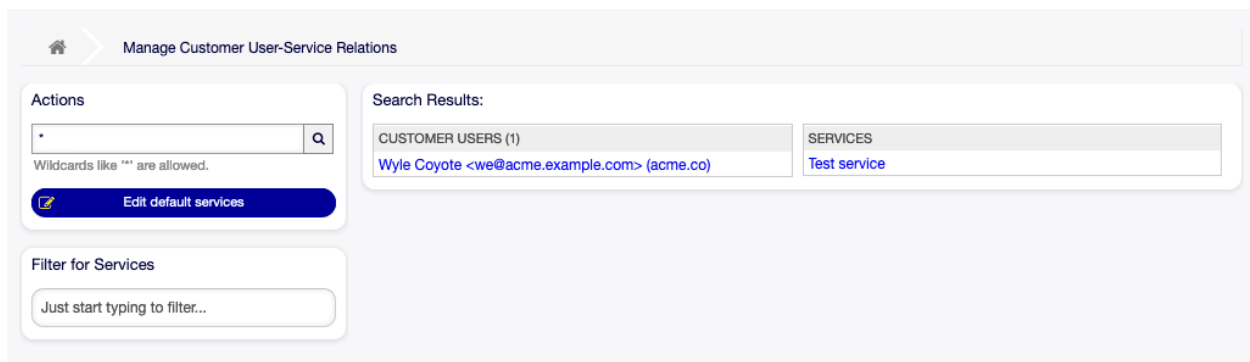 Manage Customer User-Service Relations
Actions
*
Wildcards like '*' are allowed.
Edit default services
Filter for Services
Just start typing to filter...
Search Results:
CUSTOMER USERS (1)
Wyle Coyote <we@acme.example.com> (acme.co)
SERVICES
Test service